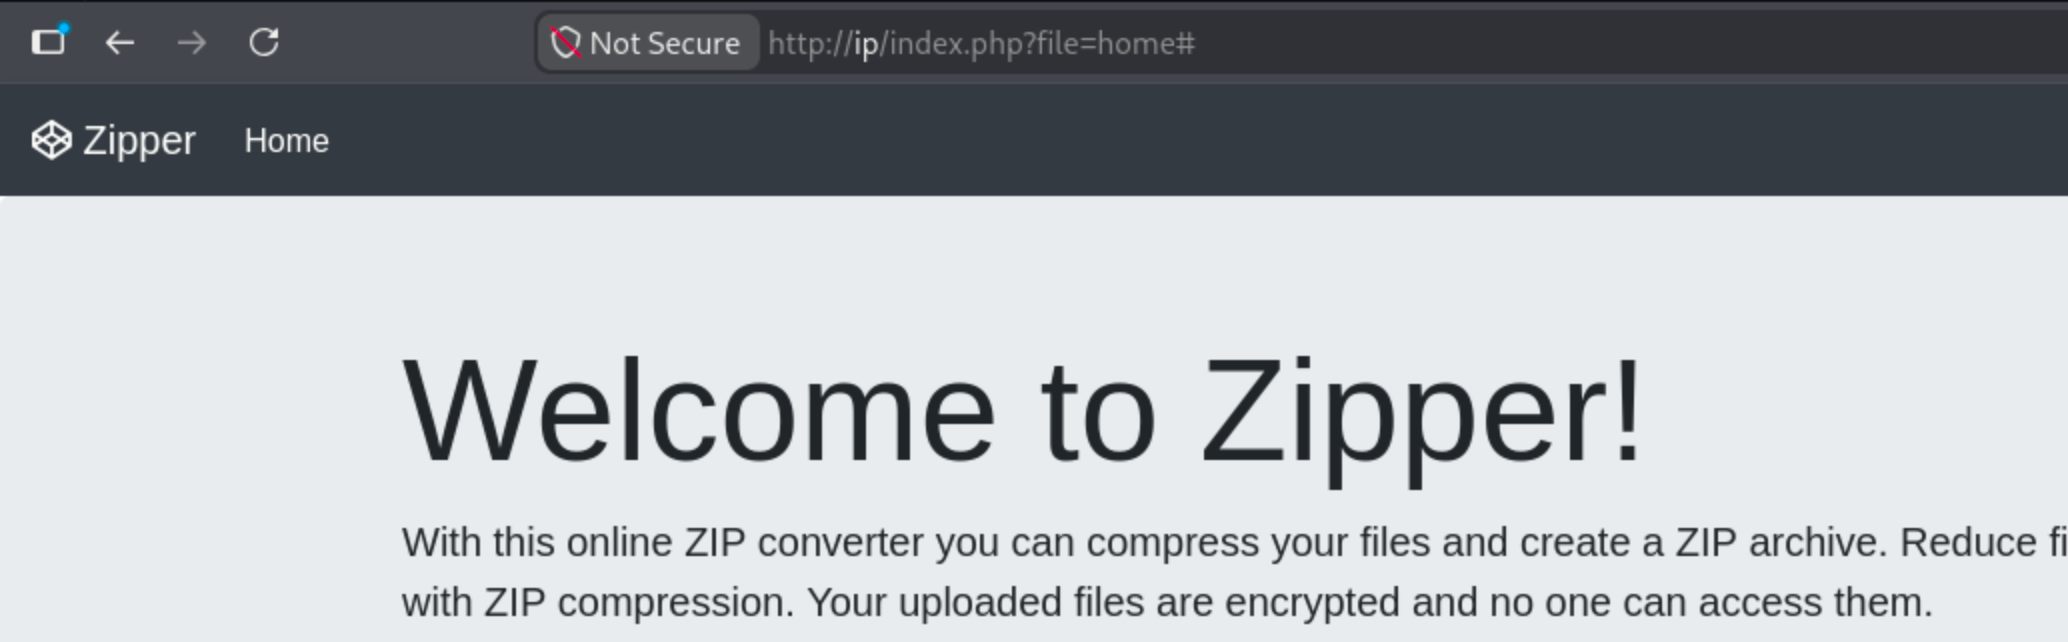 Not Secure http://ip/index.php?file=home#
Zipper Home
Welcome to Zipper!
With this online ZIP converter you can compress your files and create a ZIP archive. Reduce fi
with ZIP compression. Your uploaded files are encrypted and no one can access them.